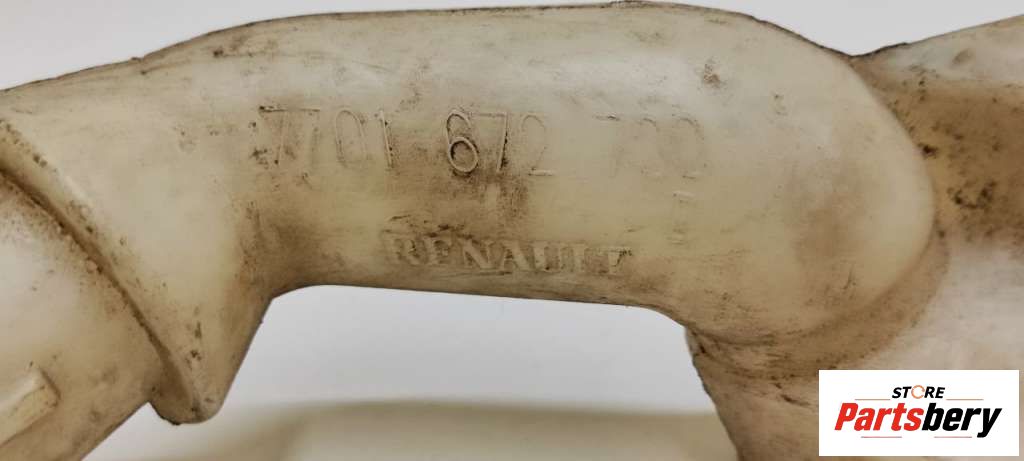 7701 672
RENAULT
STORE
Partsbery